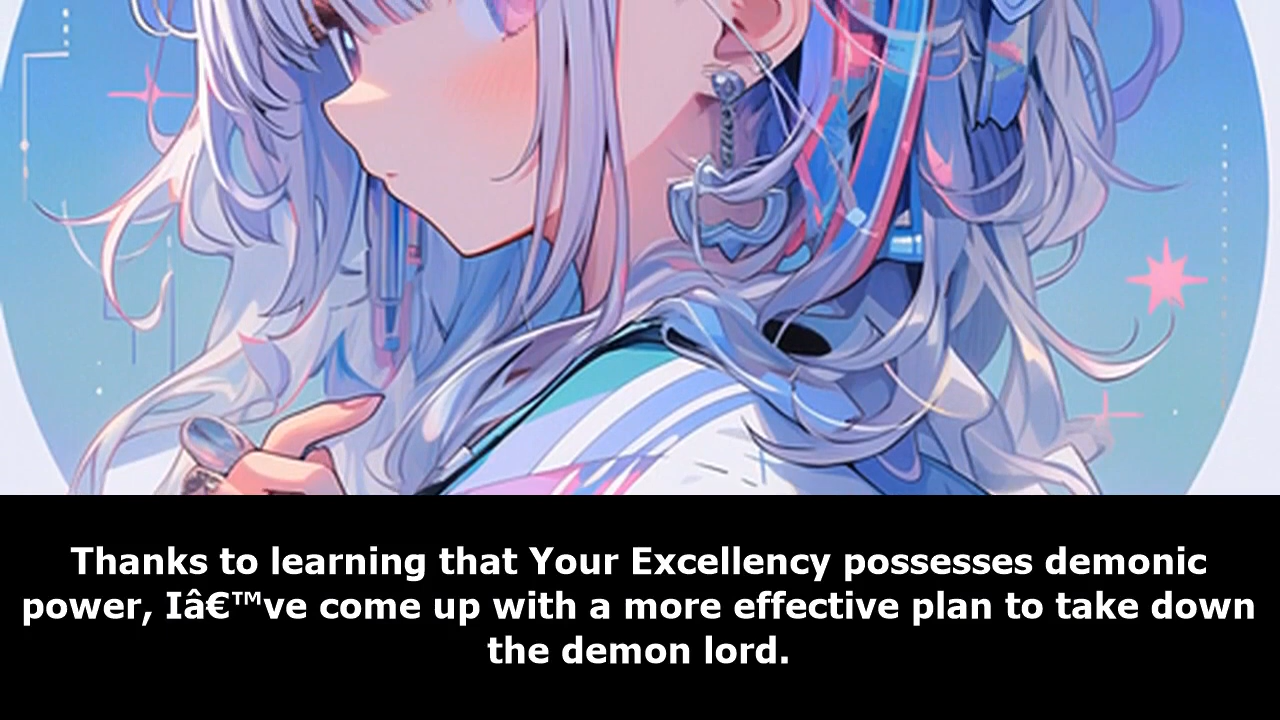 Thanks to learning that Your Excellency possesses demonic
power, Iâ€™ve come up with a more effective plan to take down
the demon lord.